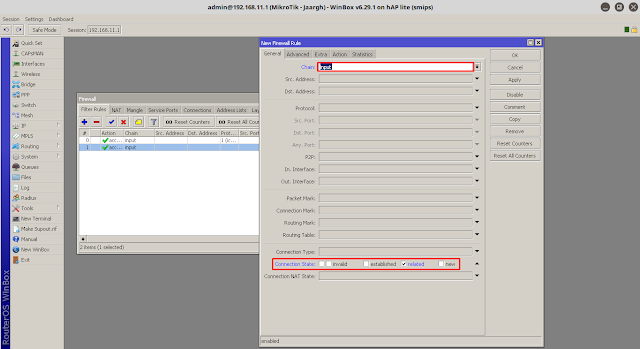 admin@192.168.11.1 (MikroTik - Jaargh) - WinBox v6.29.1 on hAP lite (smips)
Session Settings Dashboard
Safe Mode Session: 192.168.11.1
Quick Set
CAPsMAN
Interfaces
Wireless
Bridge
PPP
Switch
Mesh
IP
MPLS
Routing
System
Queues
Files
Log
Radius
Tools
New Terminal
Make Supout.rif
Manual
New WinBox
Exit
RouterOS WinBox
Firewall
Filter Rules NAT Mangle Service Ports Connections Address Lists Lay
Reset Counters Reset All Coun
# Action Chain Src. Address Dst. Address Prot... Src. Port
0 acc... input 1 (ic...
1 acc... input
2 items (1 selected)
New Firewall Rule
General Advanced Extra Action Statistics
Chain: input
Src. Address:
Dst. Address:
Protocol:
Src. Port:
Dst. Port:
Any. Port:
P2P:
In. Interface:
Out. Interface:
Packet Mark:
Connection Mark:
Routing Mark:
Routing Table:
Connection Type:
Connection State: invalid established related new
Connection NAT State:
enabled
OK
Cancel
Apply
Disable
Comment
Copy
Remove
Reset Counters
Reset All Counters